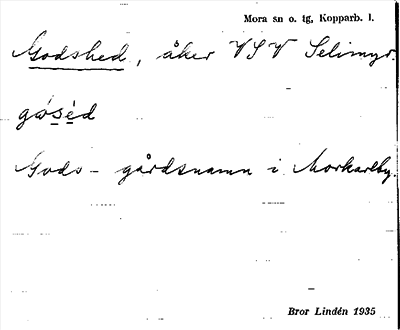 Mora sn o. tg, Kopparb. l.
Godshed, åker VSV Selimyr.
gósèd
Gods- gårdsnamn i Morkarlby.
Bror Lindén 1935